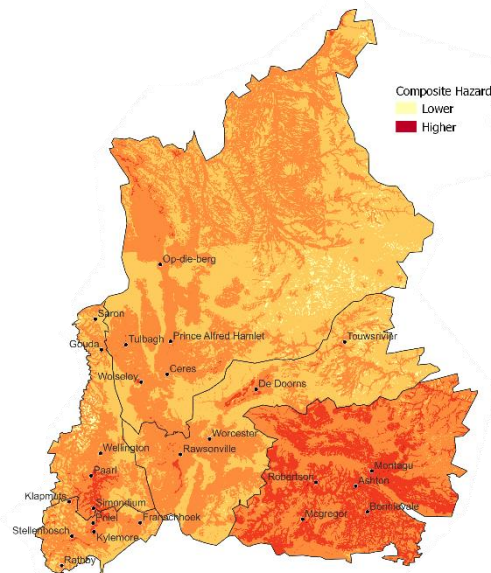 Composite Hazard
Lower
Higher
Op-die-berg
Saron
Gouda
Tulbagh
Prince Alfred Hamlet
Touwsrivier
Wolseley
Ceres
De Doorns
Worcester
Wellington
Rawsonville
Paarl
Montagu
Robertson
Ashton
Klapmuts
Simondium
Bonnievale
Mcgregor
Pniel
Franschhoek
Stellenbosch
Kylemore
Raithby